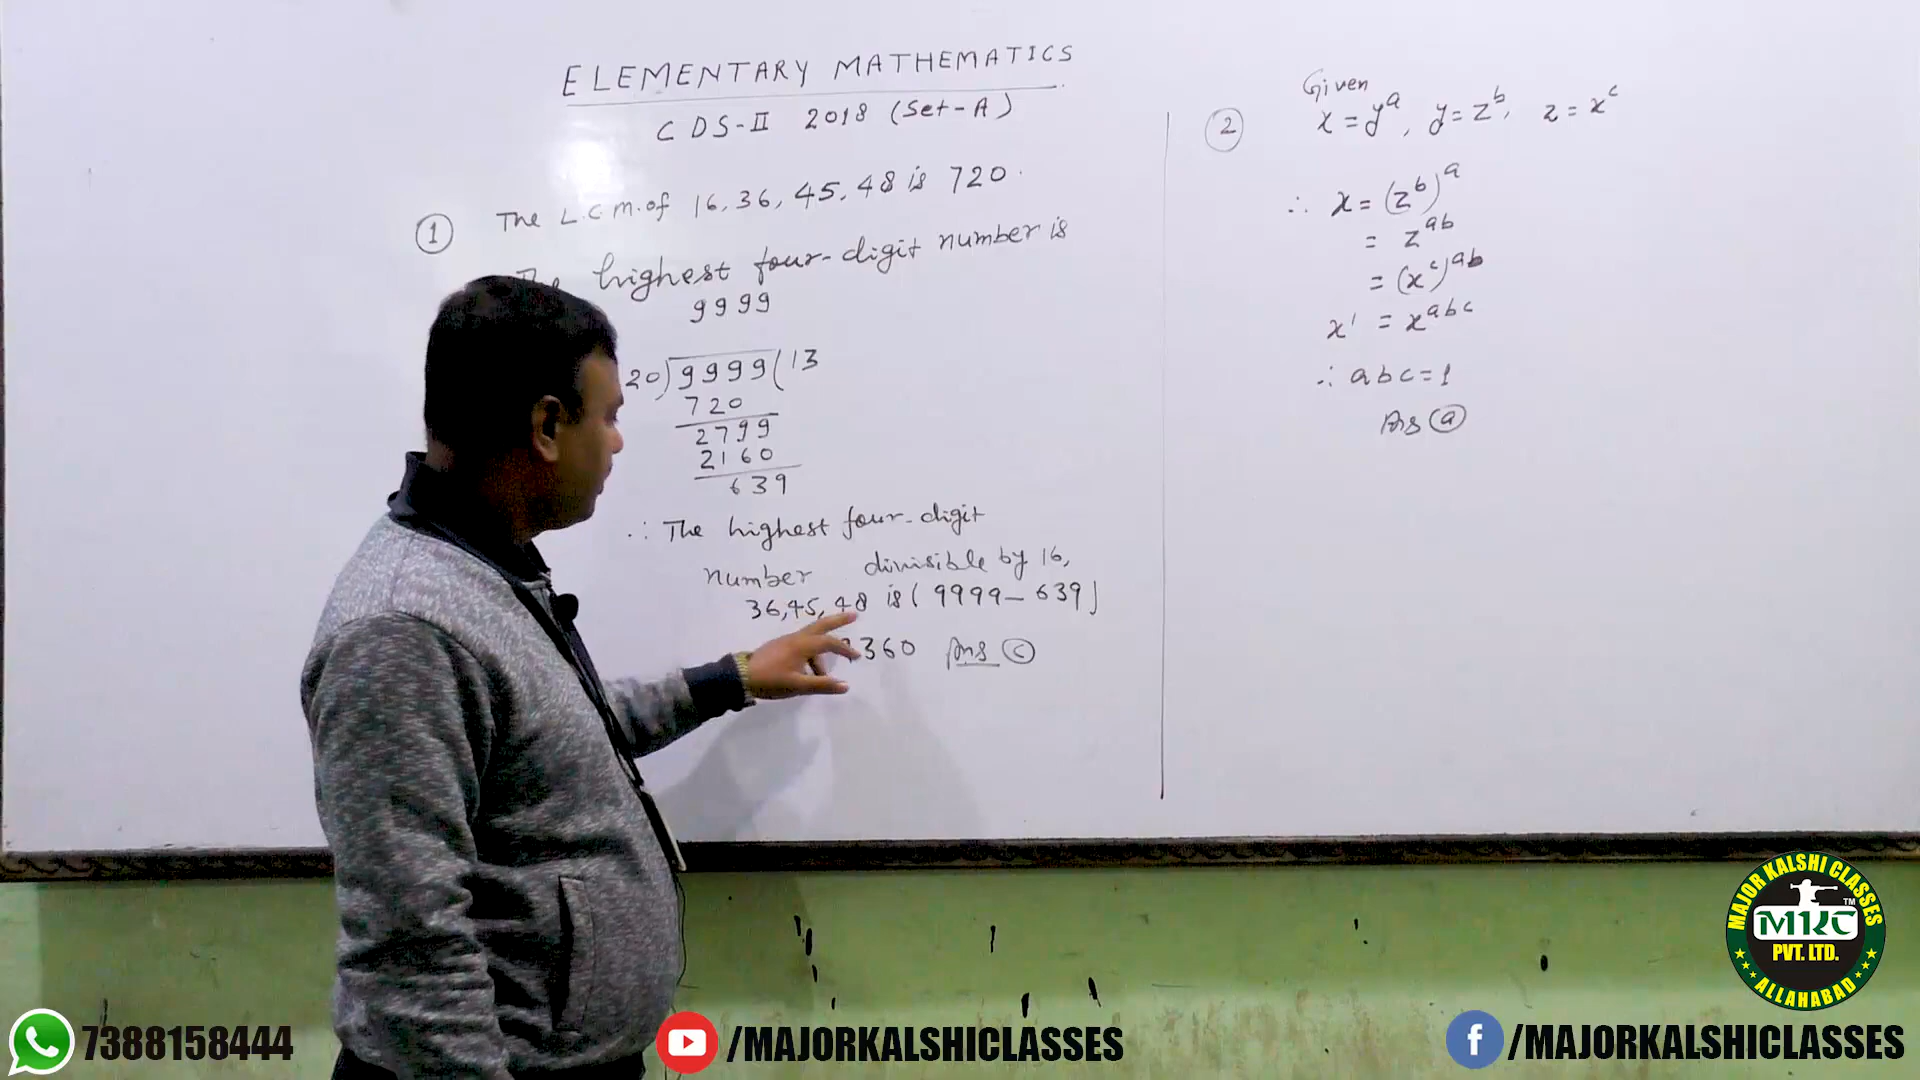 ELEMENTARY MATHEMATICS
CDS-II 2018 (Set-A)
1 The L.C.M. of 16, 36, 45, 48 is 720.
highest four-digit number is
9999
20)9999(13
720
2799
2160
639
∴ The highest four-digit
number divisible by 16,
36,45, 48 is (9999-639)
360 Ans (c)
Given
2 x = y^a, y = z^b, z = x^c
∴ x = (z^b)^a
= z^ab
= (x^c)^ab
x^1 = x^abc
∴ abc = 1
Ans (a)
MAJOR KALSHI CLASSES
MKC TM
PVT. LTD.
ALLAHABAD
7388158444
/MAJORKALSHICLASSES
f /MAJORKALSHICLASSES